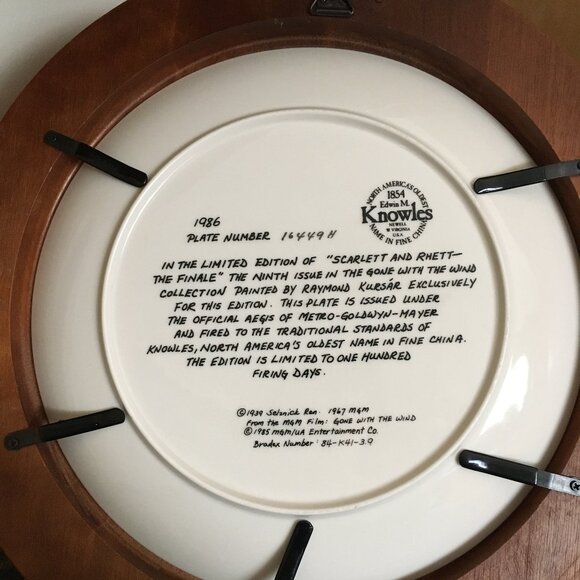 1986
PLATE NUMBER 16449H
NORTH AMERICA'S OLDEST
1854
Edwin M.
Knowles
NEWELL
W. VIRGINIA
U.S.A
NAME IN FINE CHINA
IN THE LIMITED EDITION OF "SCARLETT AND RHETT—
THE FINALE" THE NINTH ISSUE IN THE GONE WITH THE WIND
COLLECTION PAINTED BY RAYMOND KURSÁR EXCLUSIVELY
FOR THIS EDITION. THIS PLATE IS ISSUED UNDER
THE OFFICIAL AEGIS OF METRO-GOLDWYN-MAYER
AND FIRED TO THE TRADITIONAL STANDARDS OF
KNOWLES, NORTH AMERICA'S OLDEST NAME IN FINE CHINA.
THE EDITION IS LIMITED TO ONE HUNDRED
FIRING DAYS.
©1939 Selznick Ren. 1967 MGM
From the MGM Film: GONE WITH THE WIND
©1985 MGM/UA Entertainment Co.
Bradex Number: 84-K41-3.9